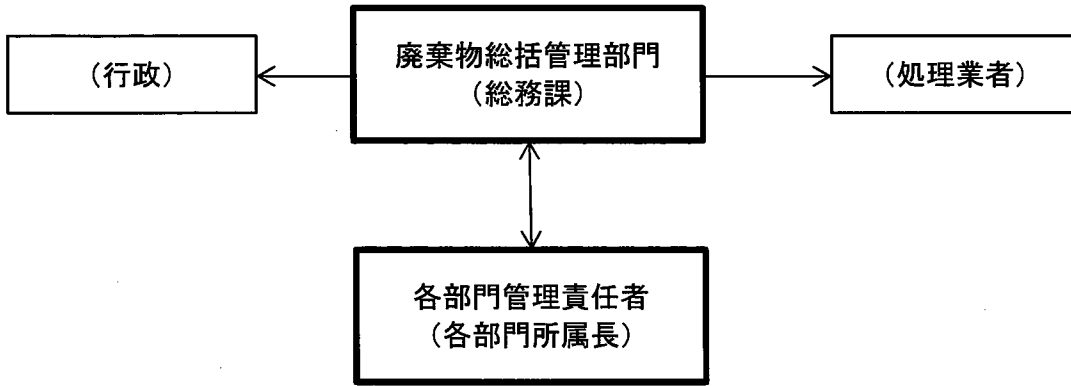 廃棄物総括管理部門
（総務課）
（行政）
（処理業者）
各部門管理責任者
（各部門所属長）